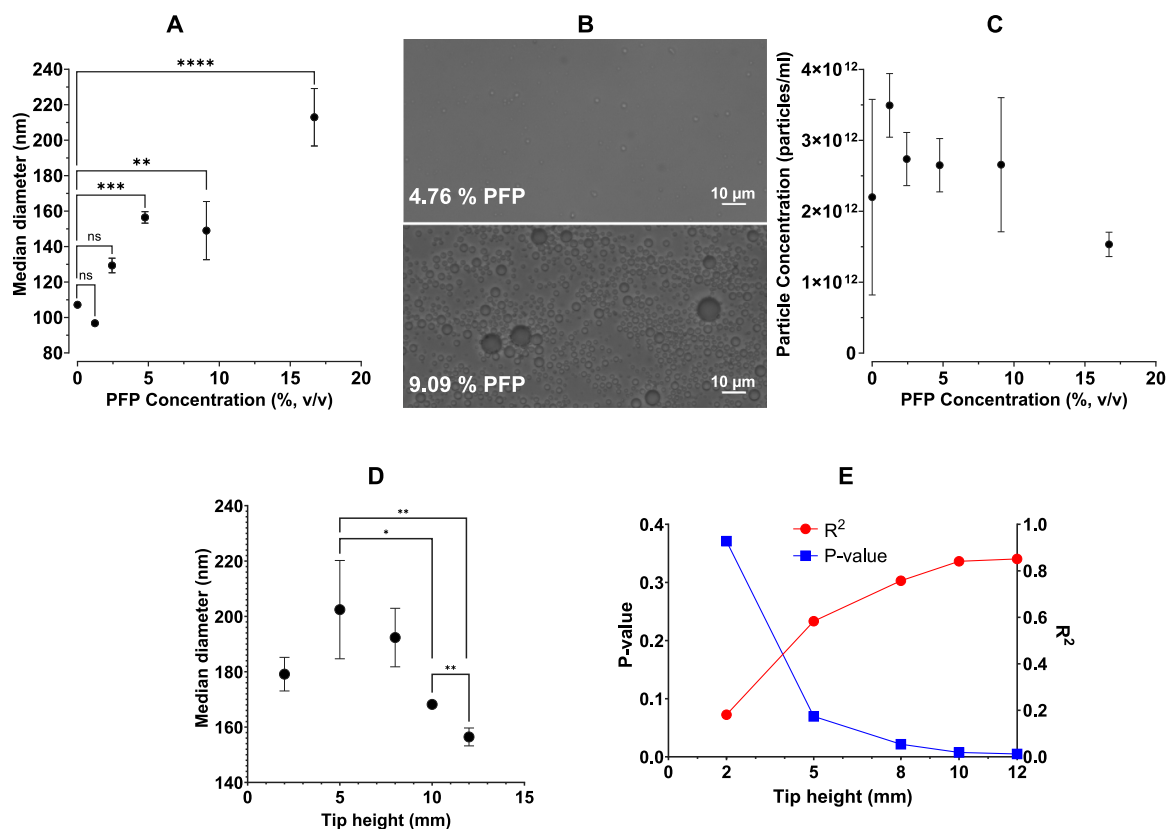 A
Median diameter (nm)
240
220
200
180
160
140
120
100
80
****
**
***
ns
ns
0
5
10
15
20
PFP Concentration (%, v/v)
B
4.76 % PFP
10 µm
9.09 % PFP
10 µm
C
Particle Concentration (particles/ml)
4×10¹²
3×10¹²
2×10¹²
1×10¹²
0
0
5
10
15
20
PFP Concentration (%, v/v)
D
Median diameter (nm)
240
220
200
180
160
140
**
*
**
0
5
10
15
Tip height (mm)
E
R²
P-value
P-value
0.4
0.3
0.2
0.1
0.0
1.0
0.8
0.6
0.4
0.2
0.0
R²
0
2
5
8
10
12
Tip height (mm)